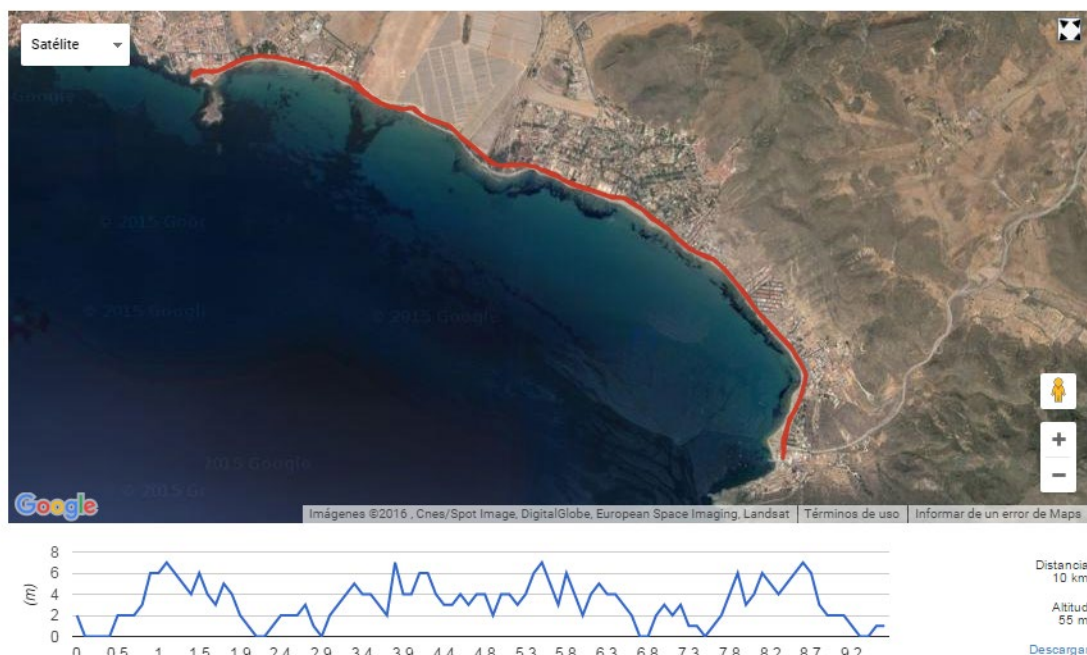 Satélite
© 2015 Google
© 2015 Google
2015 Google
Google
Imágenes ©2016 , Cnes/Spot Image, DigitalGlobe, European Space Imaging, Landsat
Términos de uso
Informar de un error de Maps
8
6
4
2
0
(m)
0 0.5 1 1.5 1.9 2.4 2.9 3.4 3.9 4.4 4.8 5.3 5.8 6.3 6.8 7.3 7.8 8.2 8.7 9.2
Distancia
10 km
Altitud
55 m
Descargar